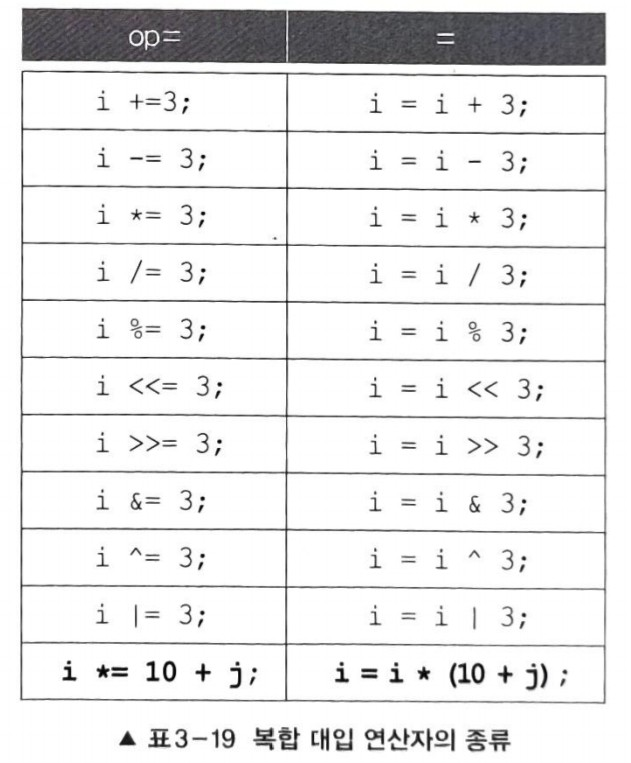 op= =
i +=3; i = i + 3;
i -= 3; i = i - 3;
i *= 3; i = i * 3;
i /= 3; i = i / 3;
i %= 3; i = i % 3;
i <<= 3; i = i << 3;
i >>= 3; i = i >> 3;
i &= 3; i = i & 3;
i ^= 3; i = i ^ 3;
i |= 3; i = i | 3;
i *= 10 + j; i = i * (10 + j) ;
▲ 표3-19 복합 대입 연산자의 종류